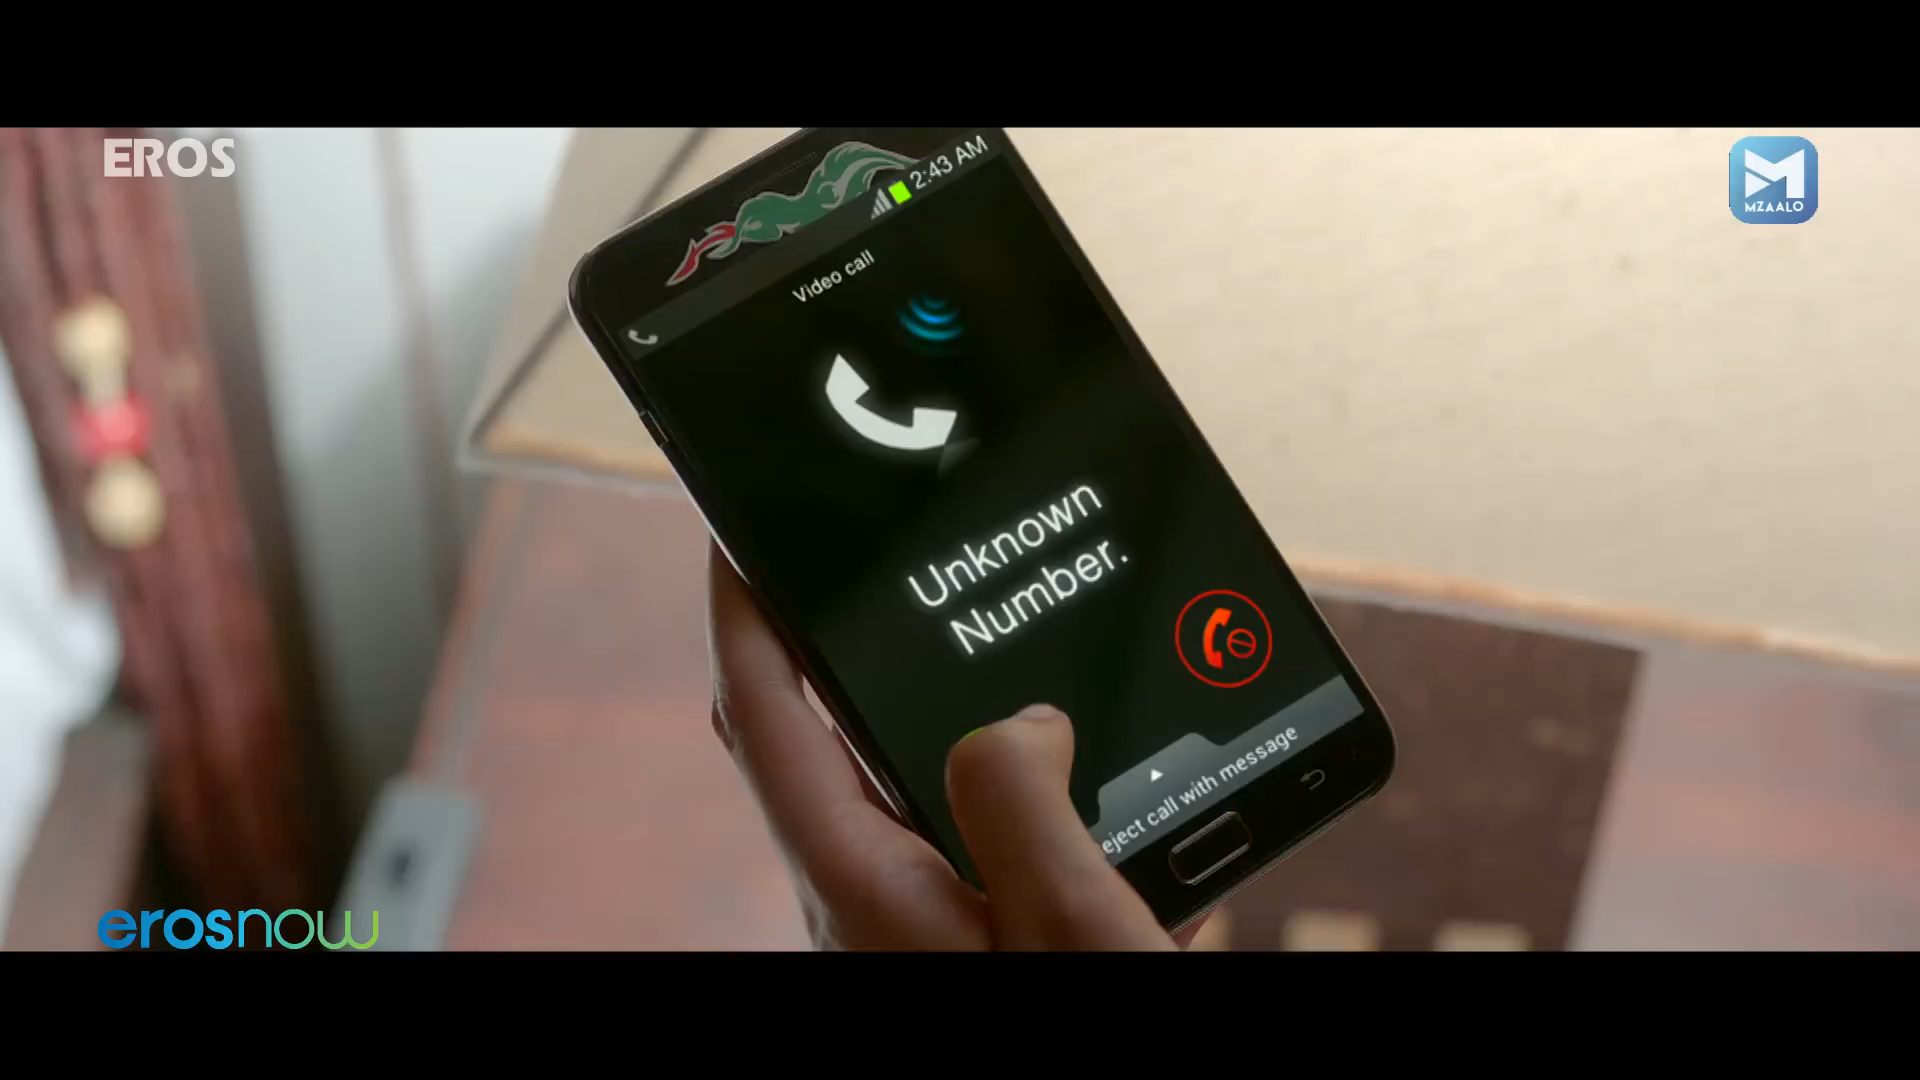 EROS
MZAALO
2:43 AM
Video call
Unknown
Number.
eject call with message
erosnow